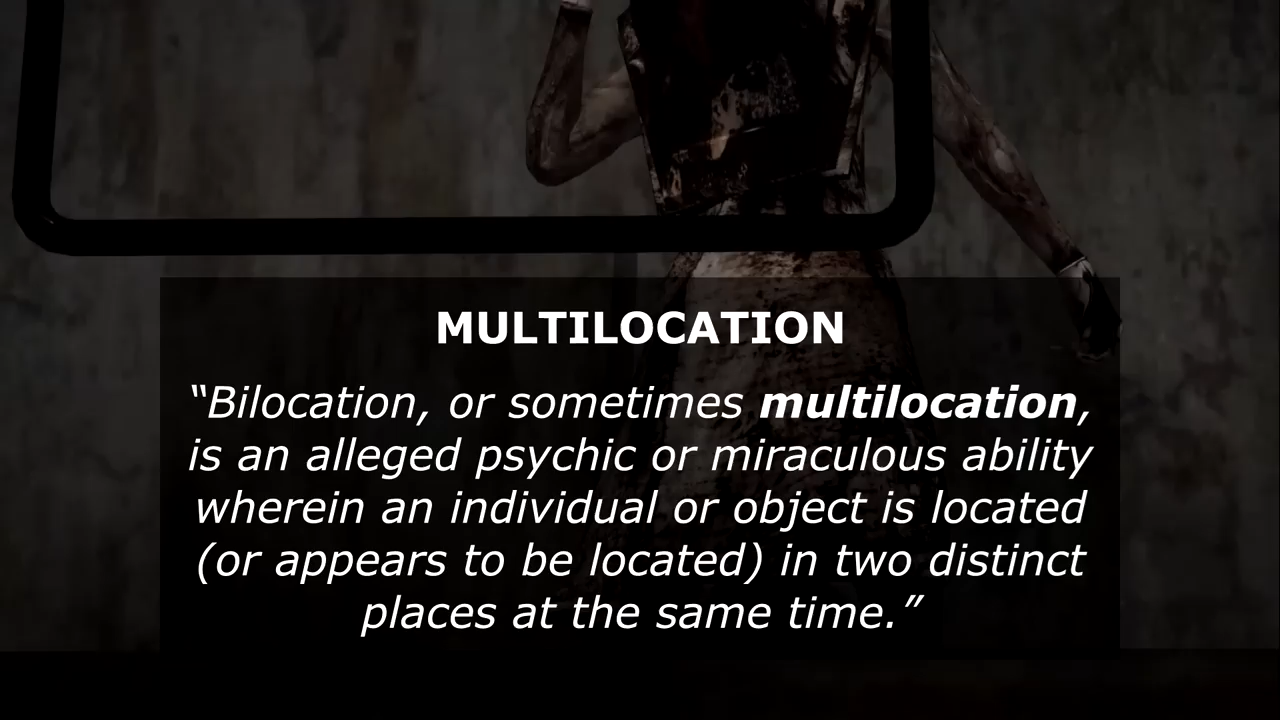 MULTILOCATION
“Bilocation, or sometimes multilocation,
is an alleged psychic or miraculous ability
wherein an individual or object is located
(or appears to be located) in two distinct
places at the same time.”